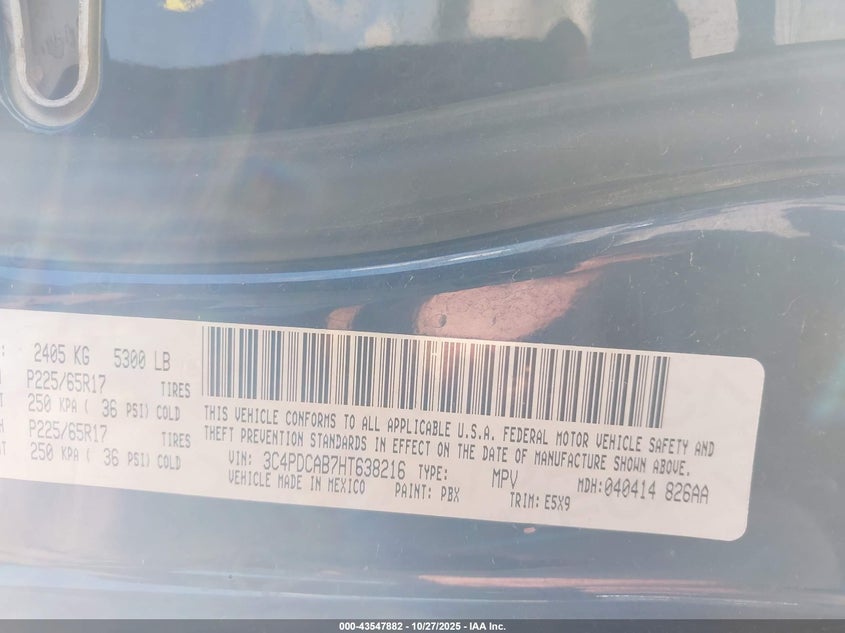 2405 KG 5300 LB
P225/65R17 TIRES
250 KPA ( 36 PSI) COLD
P225/65R17 TIRES
250 KPA ( 36 PSI) COLD
THIS VEHICLE CONFORMS TO ALL APPLICABLE U.S.A. FEDERAL MOTOR VEHICLE SAFETY AND
THEFT PREVENTION STANDARDS IN EFFECT ON THE DATE OF MANUFACTURE SHOWN ABOVE.
VIN: 3C4PDCAB7HT638216 TYPE: MPV MDH: 040414 826AA
VEHICLE MADE IN MEXICO PAINT: PBX TRIM: E5X9
000-43547882 - 10/27/2025 - IAA Inc.